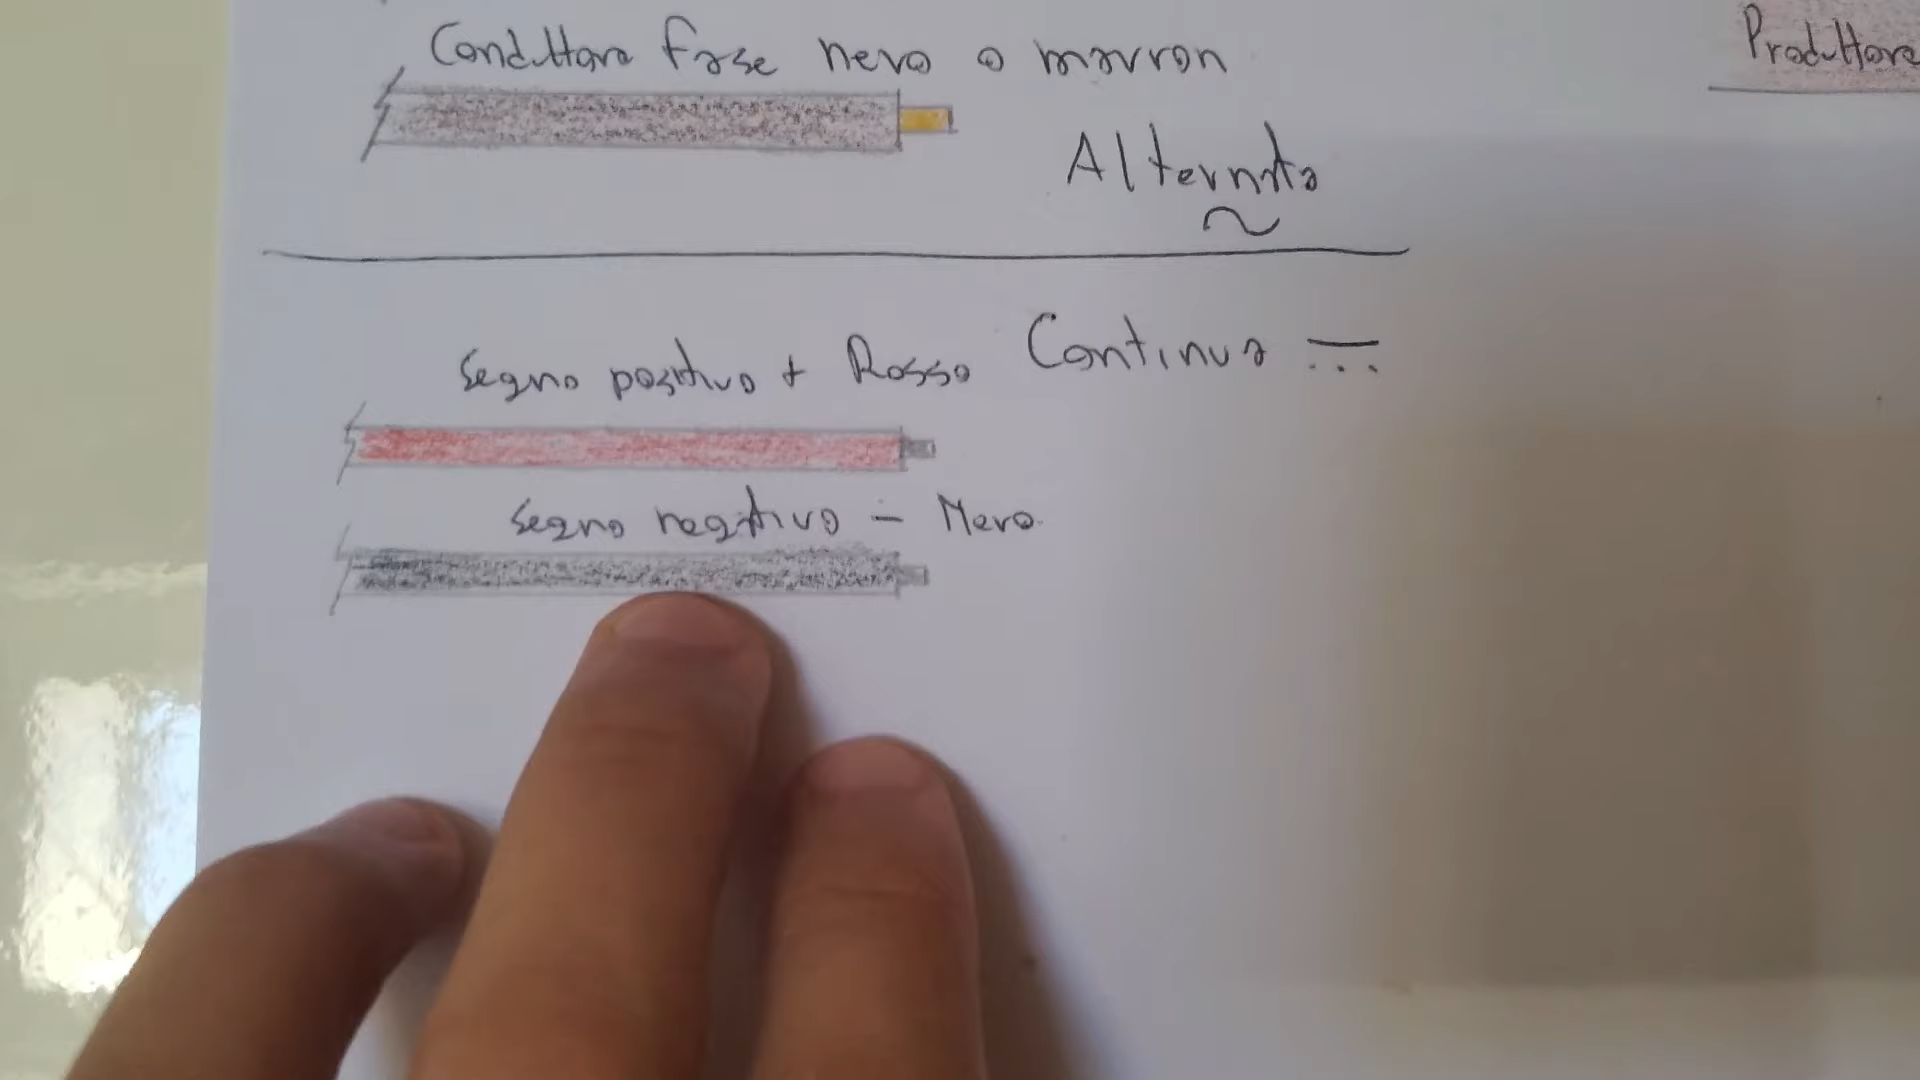 Conduttore fase nero o marron
Produttore
Alternata
~
Segno positivo + Rosso
Continua ⎓
Segno negativo - Nero.